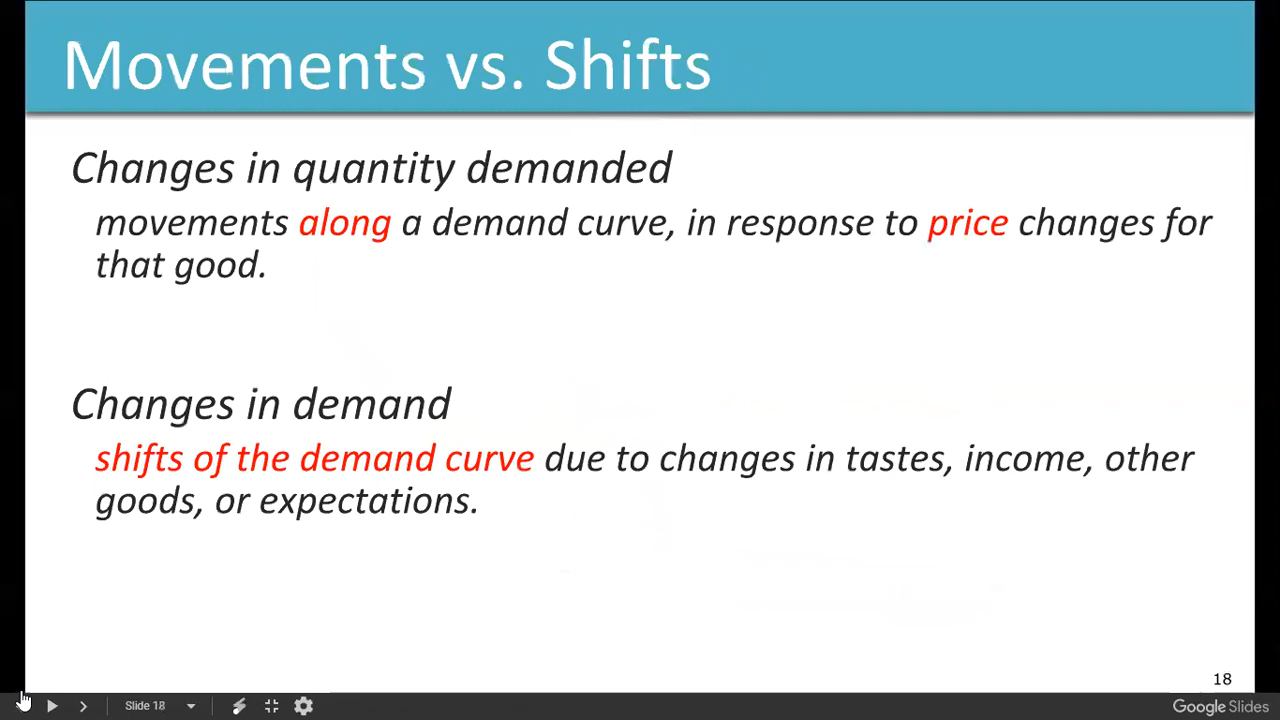 Movements vs. Shifts
Changes in quantity demanded
movements along a demand curve, in response to price changes for
that good.
Changes in demand
shifts of the demand curve due to changes in tastes, income, other
goods, or expectations.
18
Slide 18
Google Slides